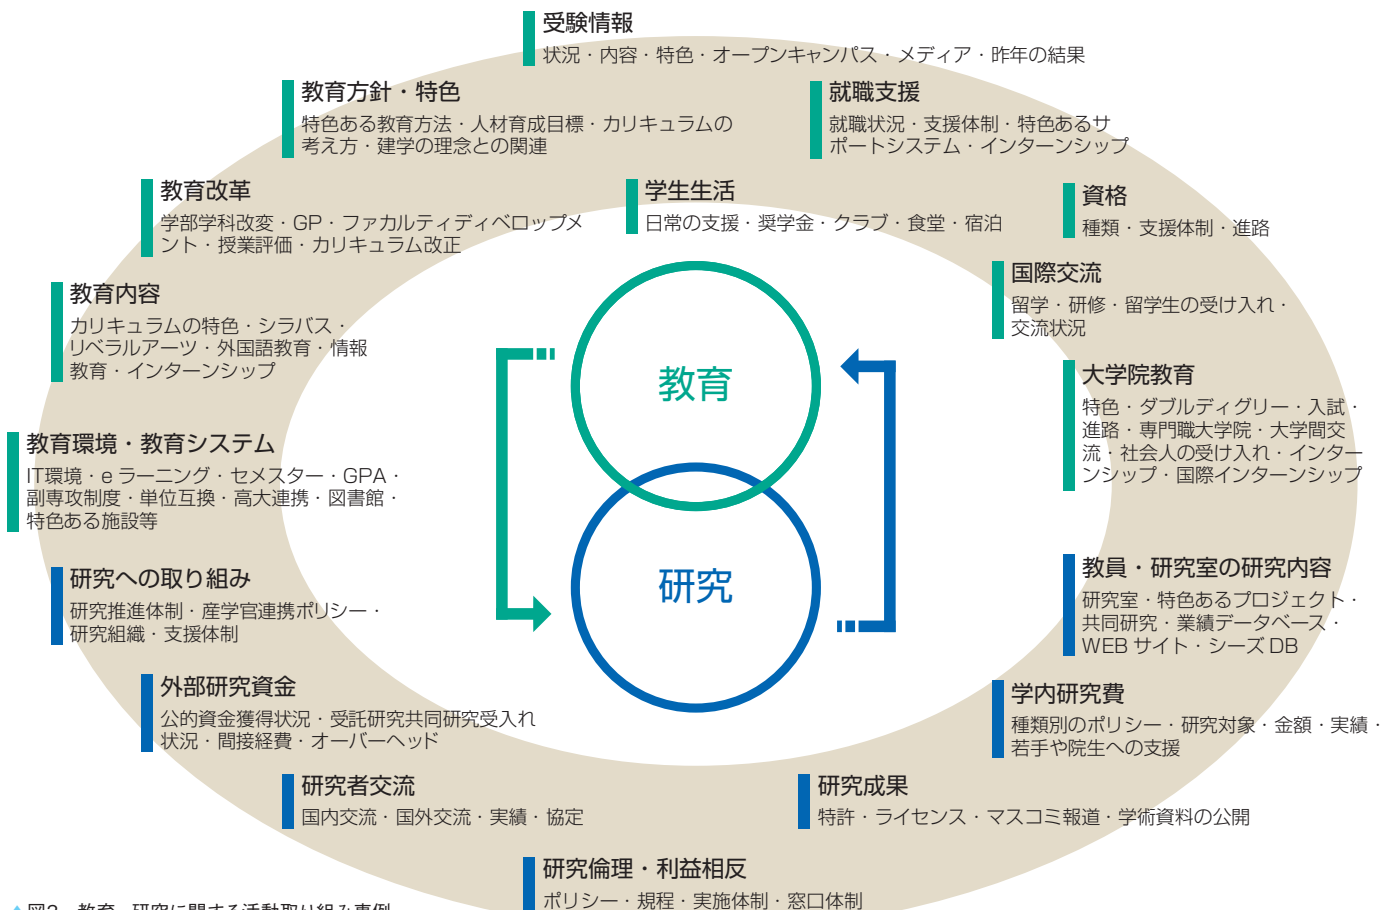 受験情報
状況・内容・特色・オープンキャンパス・メディア・昨年の結果
教育方針・特色
特色ある教育方法・人材育成目標・カリキュラムの
考え方・建学の理念との関連
就職支援
就職状況・支援体制・特色あるサ
ポートシステム・インターンシップ
教育改革
学部学科改変・GP・ファカルティディベロップメ
ント・授業評価・カリキュラム改正
学生生活
日常の支援・奨学金・クラブ・食堂・宿泊
資格
種類・支援体制・進路
国際交流
留学・研修・留学生の受け入れ・
交流状況
教育内容
カリキュラムの特色・シラバス・
リベラルアーツ・外国語教育・情報
教育・インターンシップ
教育
大学院教育
特色・ダブルディグリー・入試・
進路・専門職大学院・大学間交
流・社会人の受け入れ・インター
ンシップ・国際インターンシップ
教育環境・教育システム
IT環境・e ラーニング・セメスター・GPA・
副専攻制度・単位互換・高大連携・図書館・
特色ある施設等
研究
研究への取り組み
研究推進体制・産学官連携ポリシー・
研究組織・支援体制
教員・研究室の研究内容
研究室・特色あるプロジェクト・
共同研究・業績データベース・
WEB サイト・シーズ DB
外部研究資金
公的資金獲得状況・受託研究共同研究受入れ
状況・間接経費・オーバーヘッド
学内研究費
種類別のポリシー・研究対象・金額・実績・
若手や院生への支援
研究者交流
国内交流・国外交流・実績・協定
研究成果
特許・ライセンス・マスコミ報道・学術資料の公開
研究倫理・利益相反
ポリシー・規程・実施体制・窓口体制
▲図2 教育・研究に関する活動取り組み事例